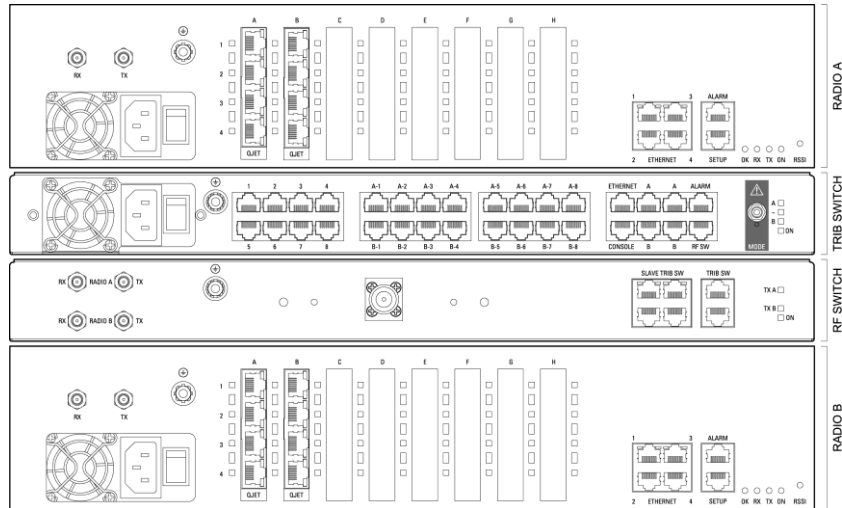 A B C D E F G H
1
RX TX
2
3
1 3 ALARM
4
QJET QJET
2 ETHERNET 4 SETUP OK RX TX ON RSSI
RADIO A
1 2 3 4 A-1 A-2 A-3 A-4 A-5 A-6 A-7 A-8 ETHERNET A A ALARM
A
–
B
ON
5 6 7 8 B-1 B-2 B-3 B-4 B-5 B-6 B-7 B-8 CONSOLE B B RF SW MODE
TRIB SWITCH
SLAVE TRIB SW TRIB SW
RX RADIO A TX
TX A
TX B
RX RADIO B TX
ON
RF SWITCH
A B C D E F G H
1
RX TX
2
3
1 3 ALARM
4
QJET QJET
2 ETHERNET 4 SETUP OK RX TX ON RSSI
RADIO B